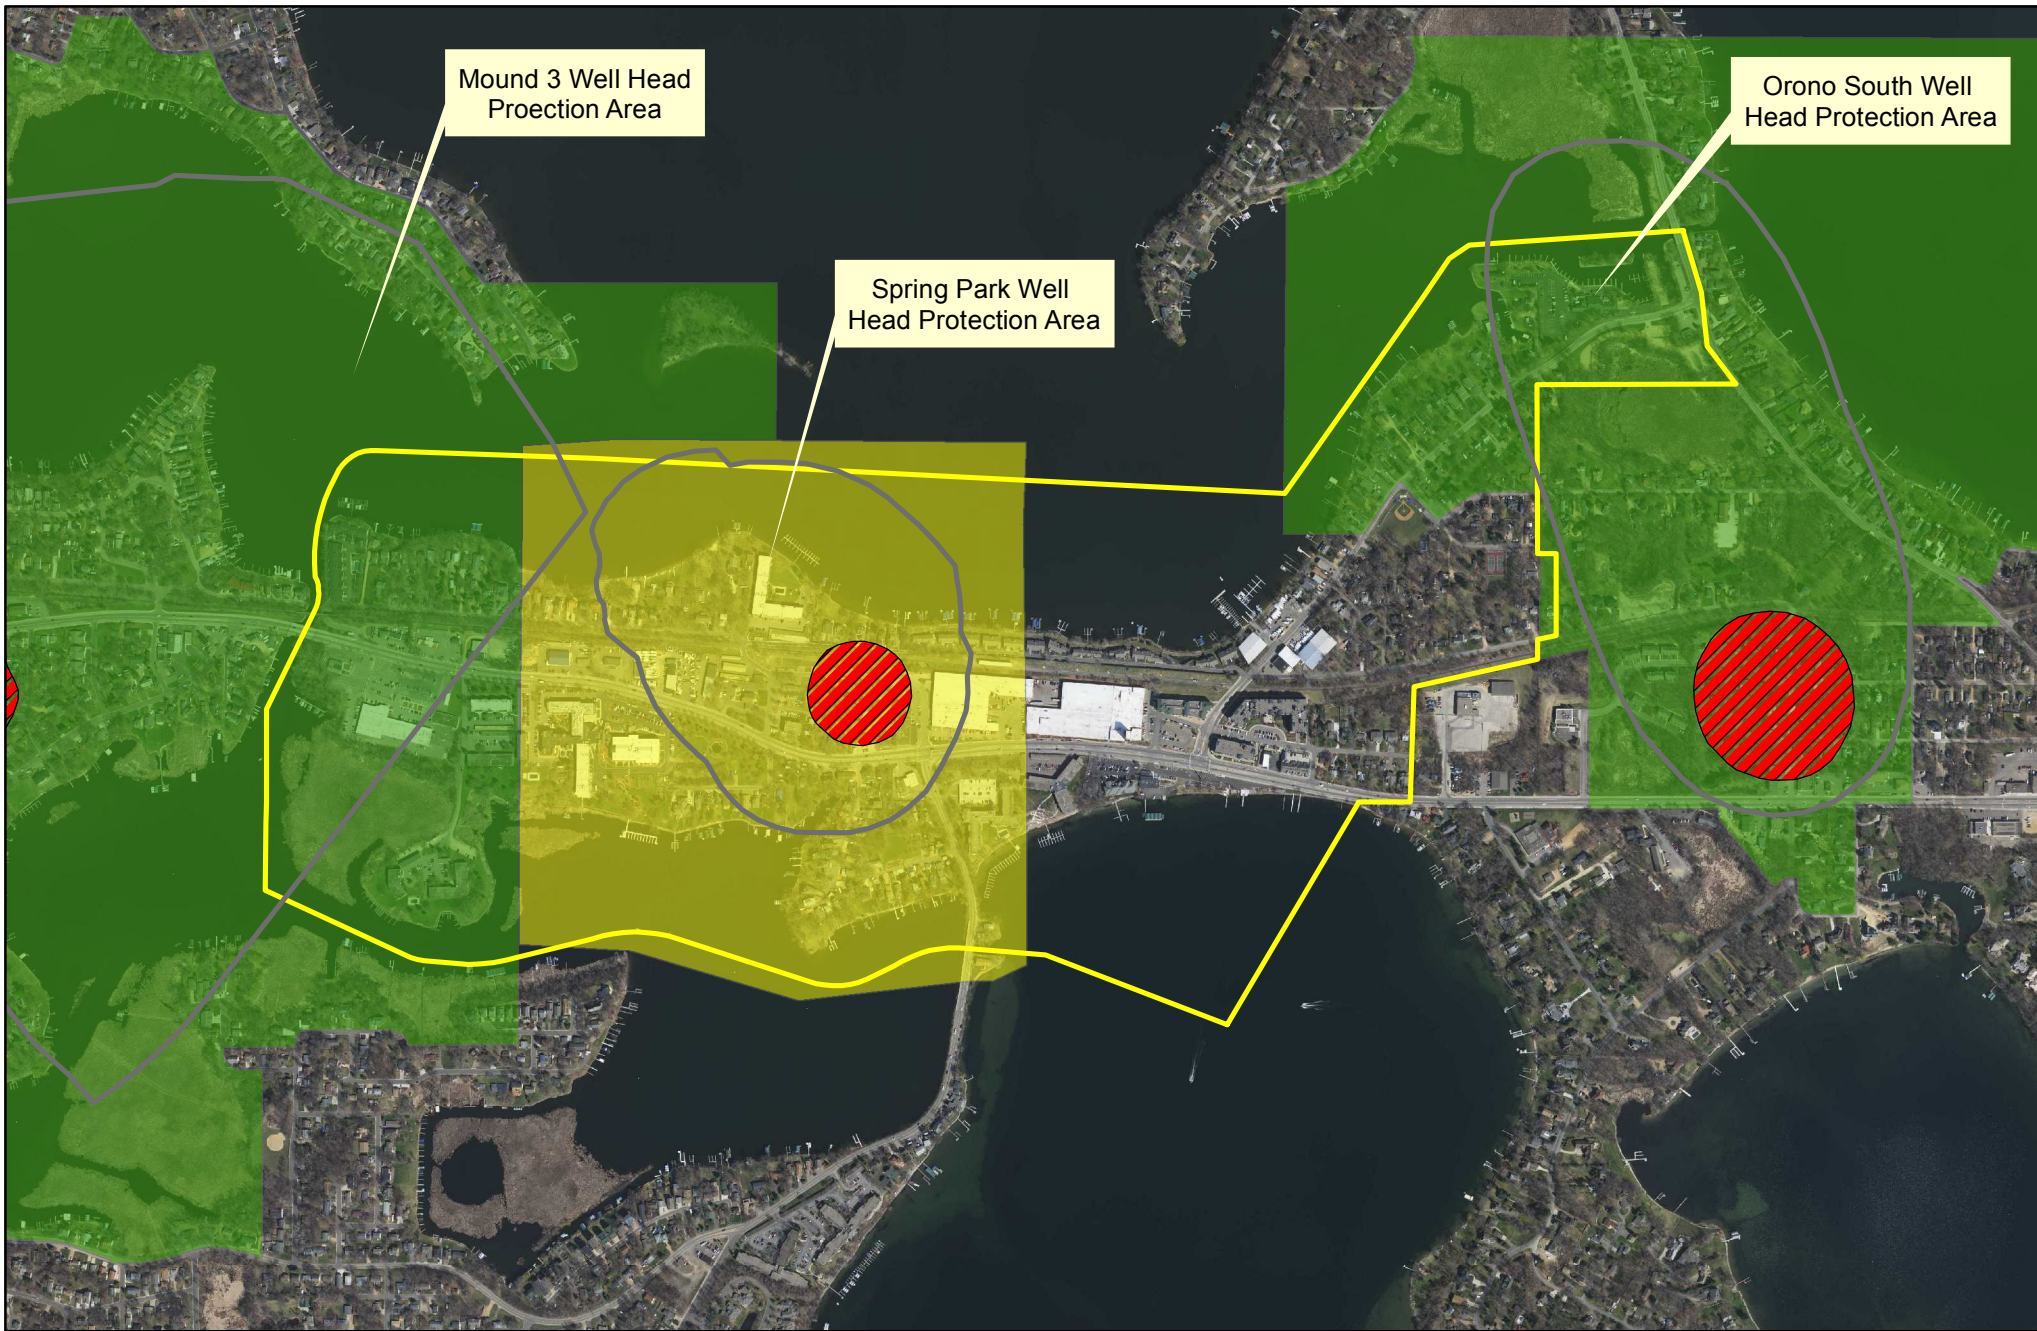 Mound 3 Well Head
Proection Area
Orono South Well
Head Protection Area
Spring Park Well
Head Protection Area